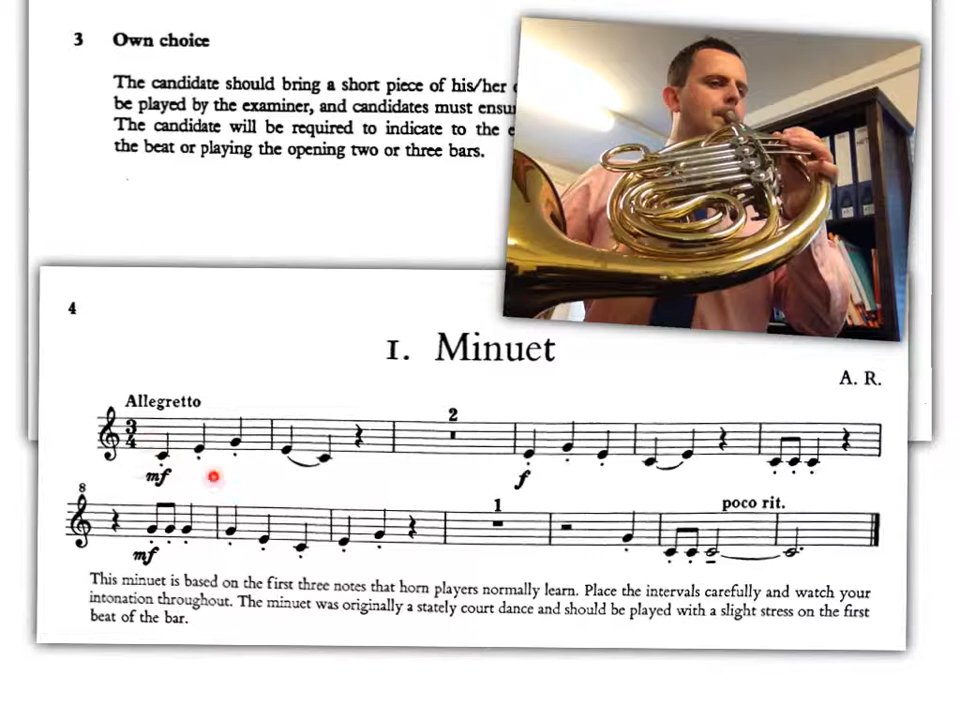 3 Own choice
The candidate should bring a short piece of his/her
be played by the examiner, and candidates must ensu
The candidate will be required to indicate to the e
the beat or playing the opening two or three bars.
4
1. Minuet
A. R.
Allegretto
3
4
2
mf
f
8
1
poco rit.
mf
This minuet is based on the first three notes that horn players normally learn. Place the intervals carefully and watch your
intonation throughout. The minuet was originally a stately court dance and should be played with a slight stress on the first
beat of the bar.